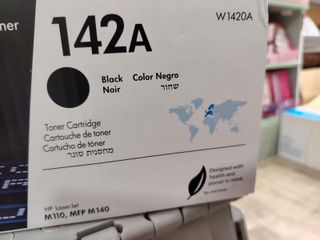 142A
W1420A
Black Color Negro
Noir שחור
Toner Cartridge
Cartouche de toner
Cartucho de tóner
מחסנית טונר
Designed with
health and
planet in mind.
HP LaserJet
M110, MFP M140